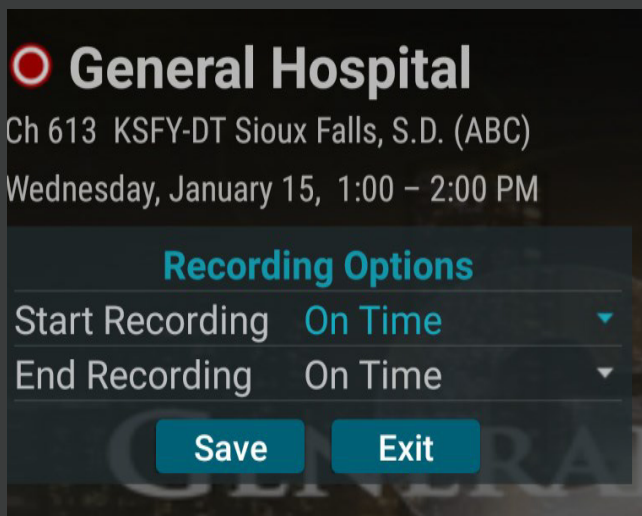 General Hospital
Ch 613 KSFY-DT Sioux Falls, S.D. (ABC)
Wednesday, January 15, 1:00 – 2:00 PM
Recording Options
Start Recording On Time
End Recording On Time
Save Exit
GENERA